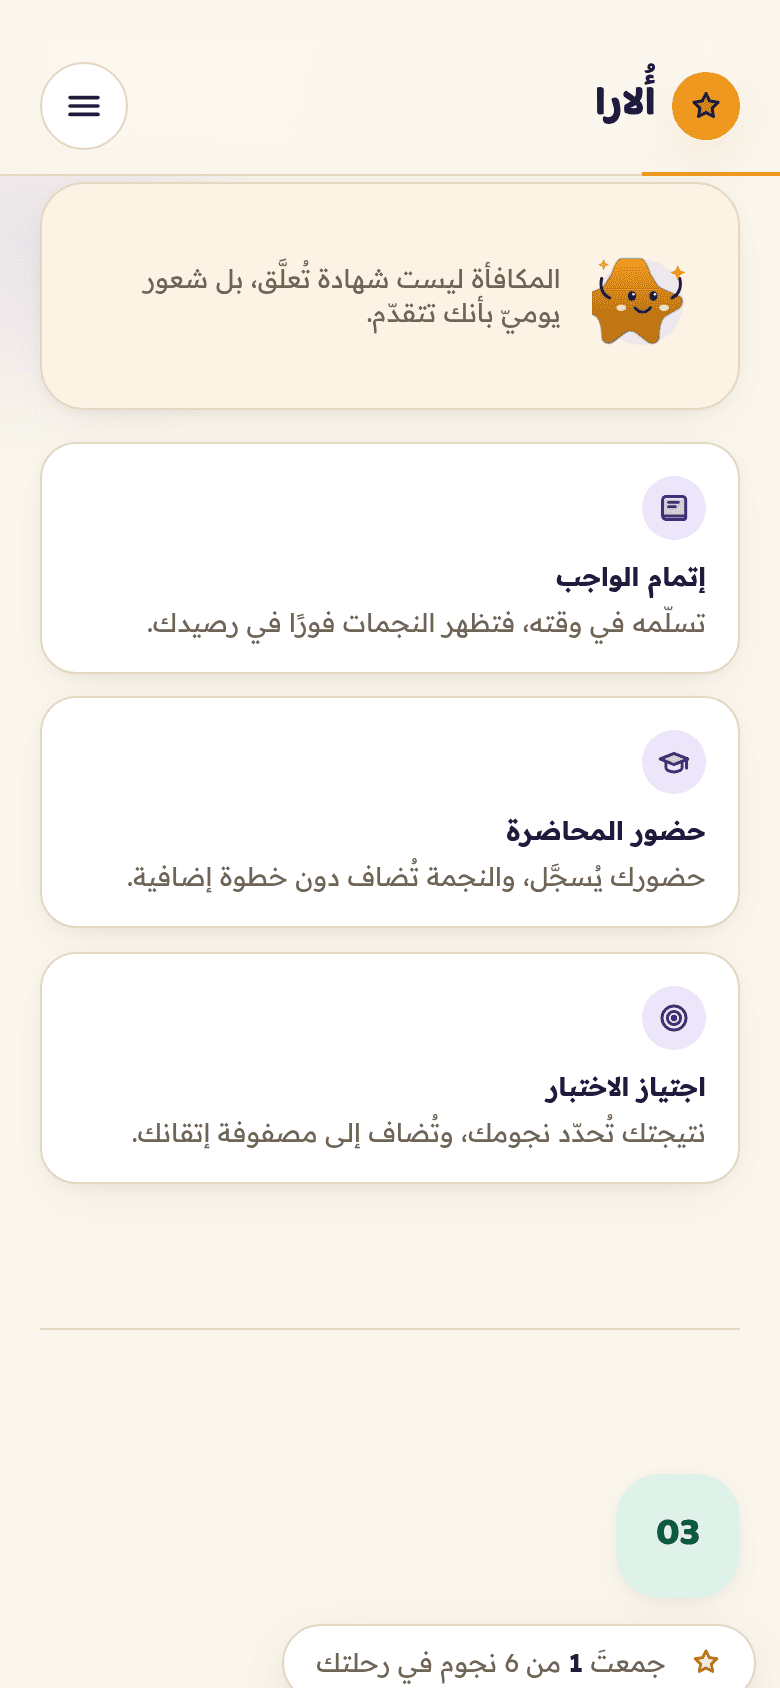 أُلارا
المكافأة ليست شهادة تُعلَّق، بل شعور
يوميّ بأنك تتقدّم.
إتمام الواجب
تسلّمه في وقته، فتظهر النجمات فورًا في رصيدك.
حضور المحاضرة
حضورك يُسجَّل، والنجمة تُضاف دون خطوة إضافية.
اجتياز الاختبار
نتيجتك تُحدّد نجومك، وتُضاف إلى مصفوفة إتقانك.
03
جمعتَ 1 من 6 نجوم في رحلتك